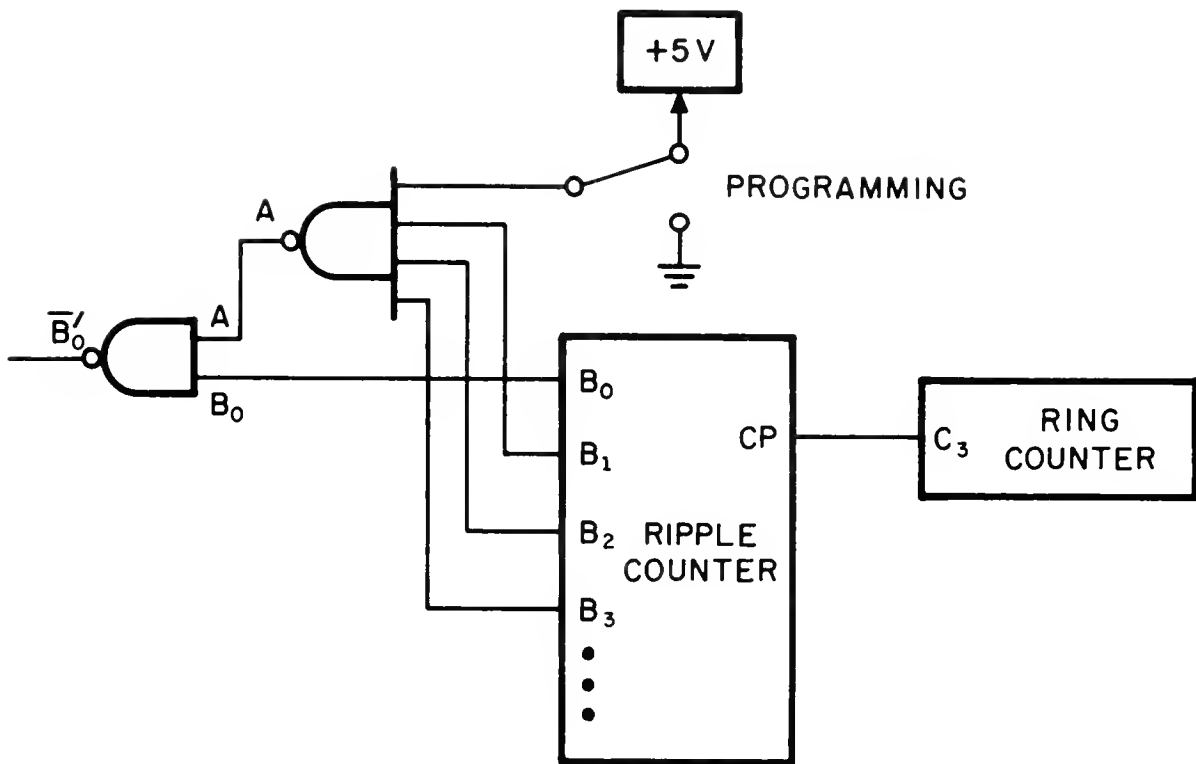 +5V
PROGRAMMING
A
A
B̅₀′
B₀
B₀
B₁
B₂
B₃
CP
RIPPLE
COUNTER
C₃
RING
COUNTER